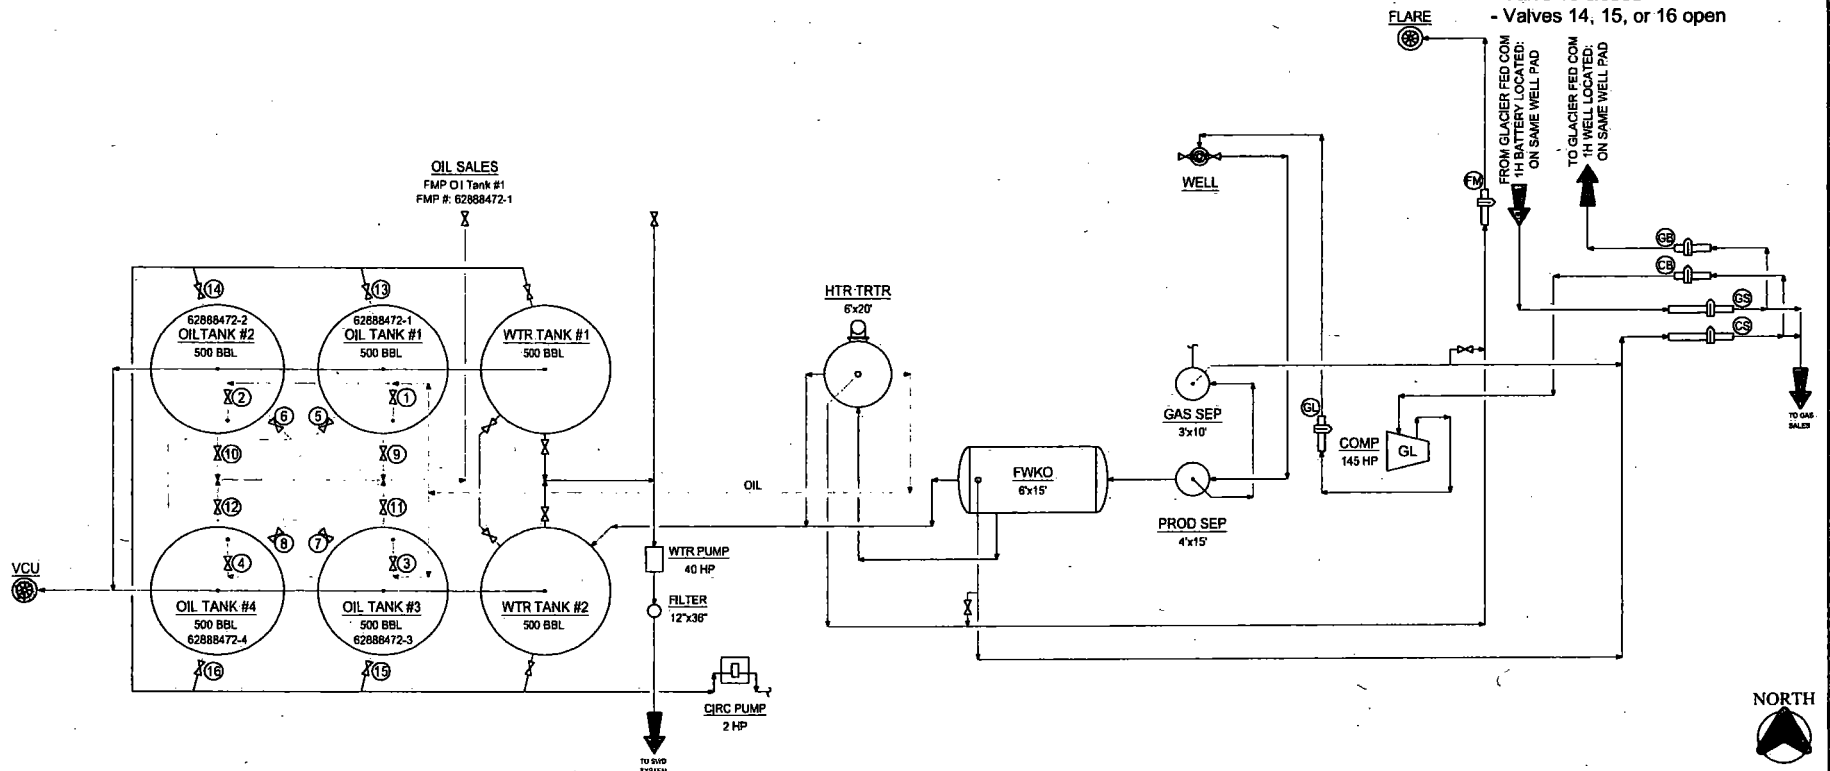 FLARE
- Valves 14, 15, or 16 open
FROM GLACIER FED COM
1H BATTERY LOCATED:
ON SAME WELL PAD
TO GLACIER FED COM
1H WELL LOCATED:
ON SAME WELL PAD
OIL SALES
FMP OI Tank #1
FMP #: 62888472-1
WELL
FM
GB
CB
GS
CS
14
13
HTR TRTR
6'x20'
62888472-2
OIL TANK #2
500 BBL
62888472-1
OIL TANK #1
500 BBL
WTR TANK #1
500 BBL
2
1
6
5
10
9
GAS SEP
3'x10'
GL
COMP
145 HP
GL
TO GAS
SALES
FWKO
6'x15'
OIL
PROD SEP
4'x15'
12
11
8
7
4
3
VCU
WTR PUMP
40 HP
FILTER
12"x36"
OIL TANK #4
500 BBL
62888472-4
OIL TANK #3
500 BBL
62888472-3
WTR TANK #2
500 BBL
16
15
CIRC PUMP
2 HP
TO SWD
SYSTEM
NORTH